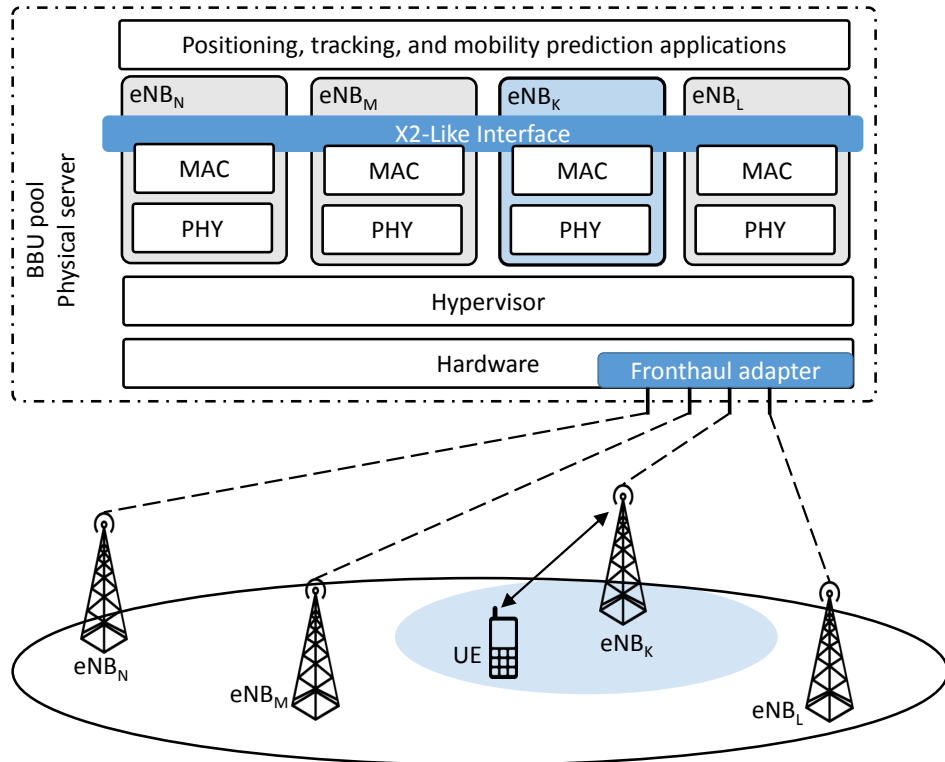 Positioning, tracking, and mobility prediction applications
eNB_N
eNB_M
eNB_K
eNB_L
X2-Like Interface
MAC
MAC
MAC
MAC
PHY
PHY
PHY
PHY
BBU pool
Physical server
Hypervisor
Hardware
Fronthaul adapter
eNB_N
eNB_M
UE
eNB_K
eNB_L